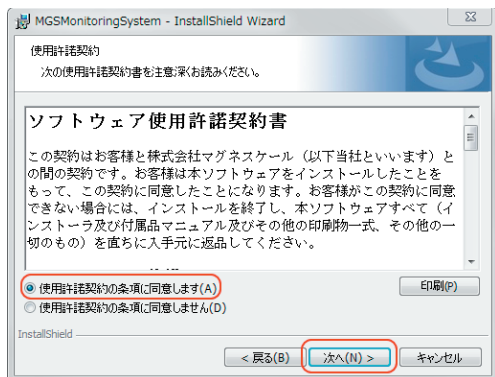 MGSMonitoringSystem - InstallShield Wizard
使用許諾契約
次の使用許諾契約書を注意深くお読みください。
ソフトウェア使用許諾契約書
この契約はお客様と株式会社マグネスケール（以下当社といいます）と
の間の契約です。お客様は本ソフトウェアをインストールしたことを
もって、この契約に同意したことになります。お客様がこの契約に同意
できない場合には、インストールを終了し、本ソフトウェアすべて（イ
ンストーラ及び付属品マニュアル及びその他の印刷物一式、その他の一
切のもの）を直ちに入手元に返品してください。
使用許諾契約の条項に同意します(A)
印刷(P)
使用許諾契約の条項に同意しません(D)
InstallShield
< 戻る(B)
次へ(N) >
キャンセル